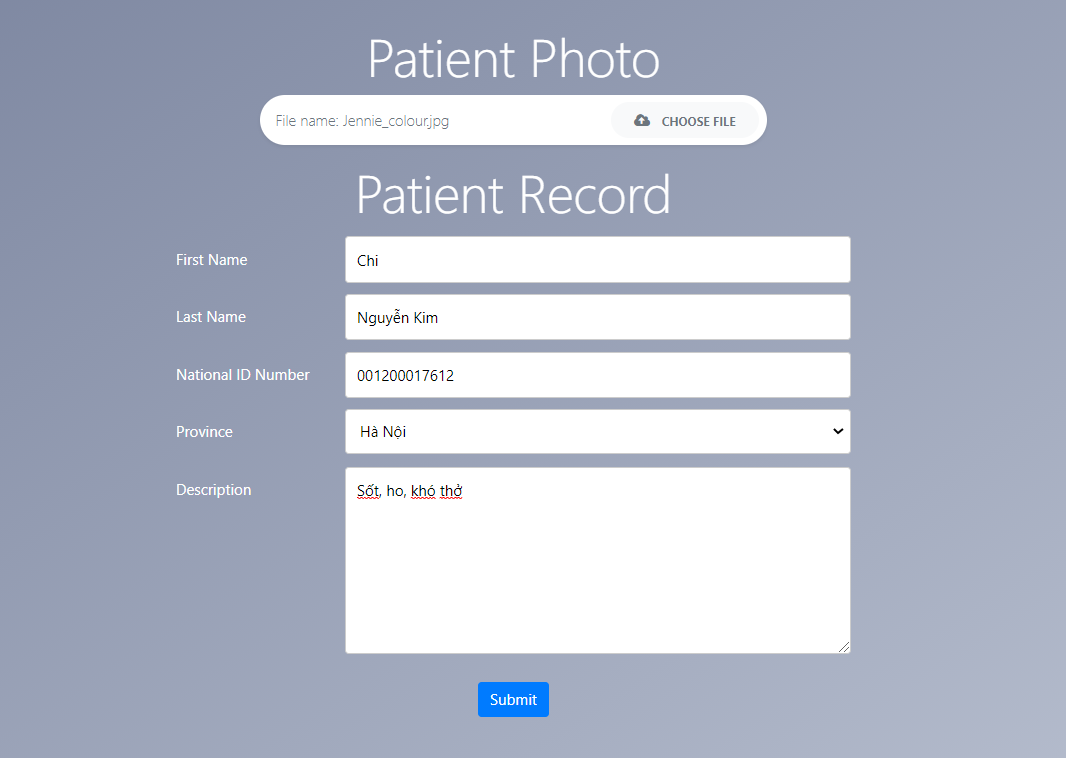 Patient Photo
File name: Jennie_colour.jpg
CHOOSE FILE
Patient Record
First Name
Chi
Last Name
Nguyễn Kim
National ID Number
001200017612
Province
Hà Nội
Description
Sốt, ho, khó thở
Submit